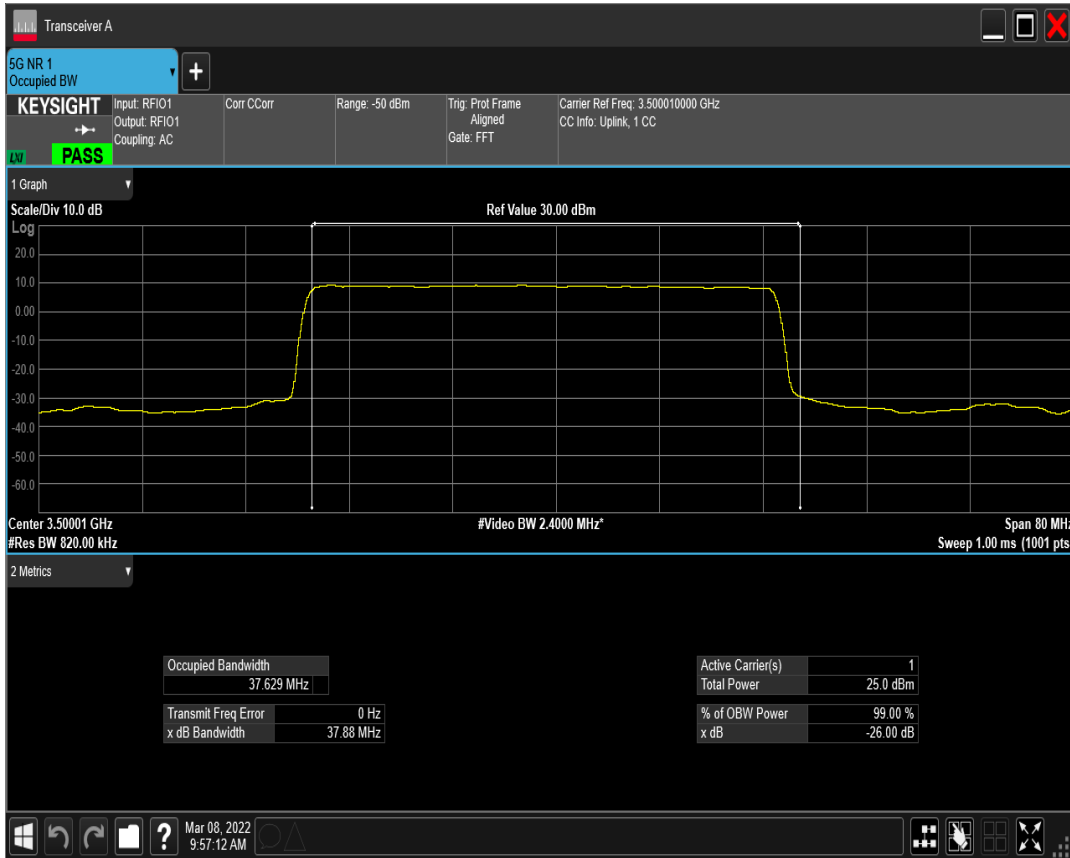 Transceiver A
5G NR 1
Occupied BW
KEYSIGHT
LXI
PASS
Input: RFIO1
Output: RFIO1
Coupling: AC
Corr CCorr
Range: -50 dBm
Trig: Prot Frame
Aligned
Gate: FFT
Carrier Ref Freq: 3.500010000 GHz
CC Info: Uplink, 1 CC
1 Graph
Scale/Div 10.0 dB
Ref Value 30.00 dBm
Log
20.0
10.0
0.00
-10.0
-20.0
-30.0
-40.0
-50.0
-60.0
Center 3.50001 GHz
#Video BW 2.4000 MHz*
Span 80 MHz
#Res BW 820.00 kHz
Sweep 1.00 ms (1001 pts
2 Metrics
Occupied Bandwidth
37.629 MHz
Transmit Freq Error 0 Hz
x dB Bandwidth 37.88 MHz
Active Carrier(s) 1
Total Power 25.0 dBm
% of OBW Power 99.00 %
x dB -26.00 dB
?
Mar 08, 2022
9:57:12 AM